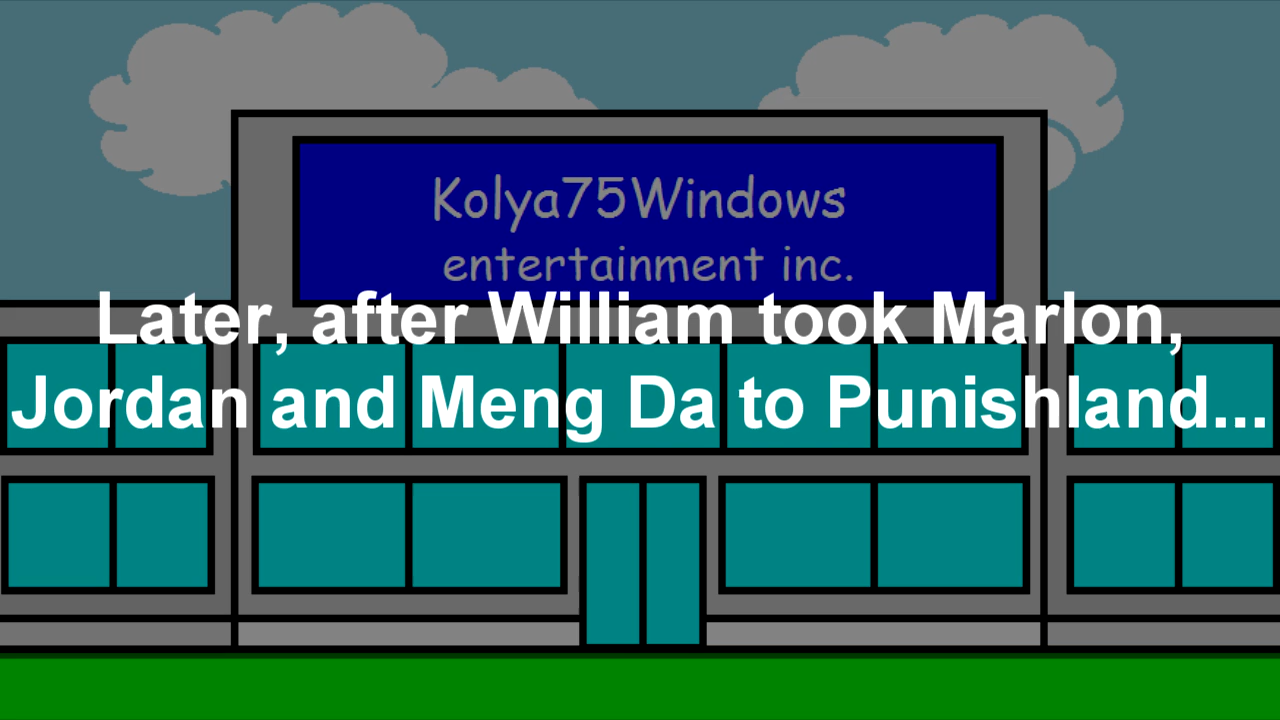 Kolya75Windows
entertainment inc.
Later, after William took Marlon,
Jordan and Meng Da to Punishland...